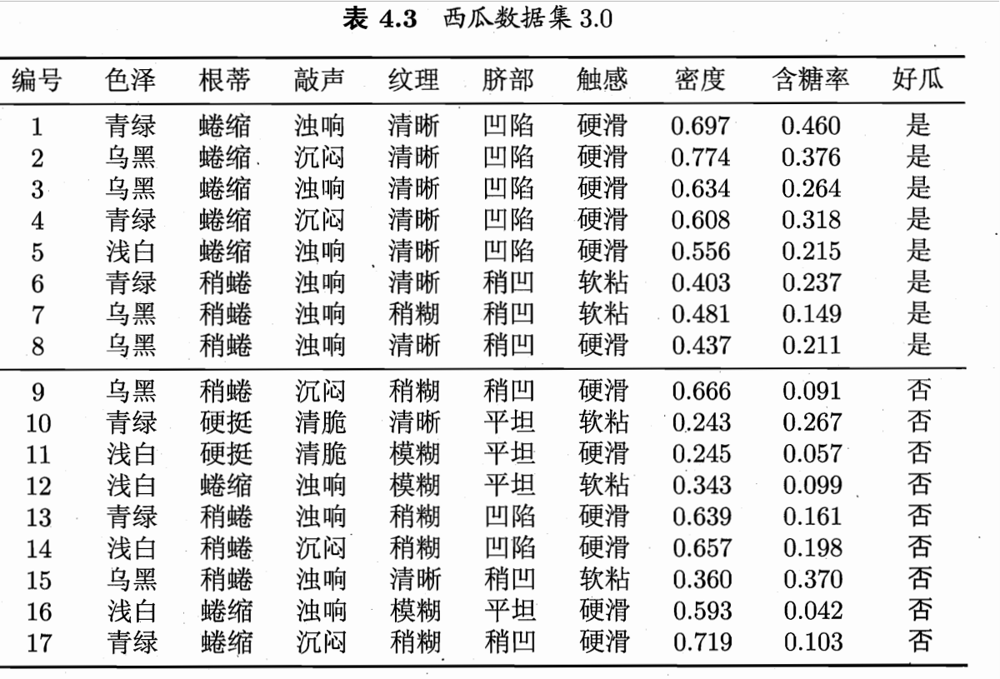 表 4.3 西瓜数据集 3.0
编号 色泽 根蒂 敲声 纹理 脐部 触感 密度 含糖率 好瓜
1 青绿 蜷缩 浊响 清晰 凹陷 硬滑 0.697 0.460 是
2 乌黑 蜷缩 沉闷 清晰 凹陷 硬滑 0.774 0.376 是
3 乌黑 蜷缩 浊响 清晰 凹陷 硬滑 0.634 0.264 是
4 青绿 蜷缩 沉闷 清晰 凹陷 硬滑 0.608 0.318 是
5 浅白 蜷缩 浊响 清晰 凹陷 硬滑 0.556 0.215 是
6 青绿 稍蜷 浊响 清晰 稍凹 软粘 0.403 0.237 是
7 乌黑 稍蜷 浊响 稍糊 稍凹 软粘 0.481 0.149 是
8 乌黑 稍蜷 浊响 清晰 稍凹 硬滑 0.437 0.211 是
9 乌黑 稍蜷 沉闷 稍糊 稍凹 硬滑 0.666 0.091 否
10 青绿 硬挺 清脆 清晰 平坦 软粘 0.243 0.267 否
11 浅白 硬挺 清脆 模糊 平坦 硬滑 0.245 0.057 否
12 浅白 蜷缩 浊响 模糊 平坦 软粘 0.343 0.099 否
13 青绿 稍蜷 浊响 稍糊 凹陷 硬滑 0.639 0.161 否
14 浅白 稍蜷 沉闷 稍糊 凹陷 硬滑 0.657 0.198 否
15 乌黑 稍蜷 浊响 清晰 稍凹 软粘 0.360 0.370 否
16 浅白 蜷缩 浊响 模糊 平坦 硬滑 0.593 0.042 否
17 青绿 蜷缩 沉闷 稍糊 稍凹 硬滑 0.719 0.103 否